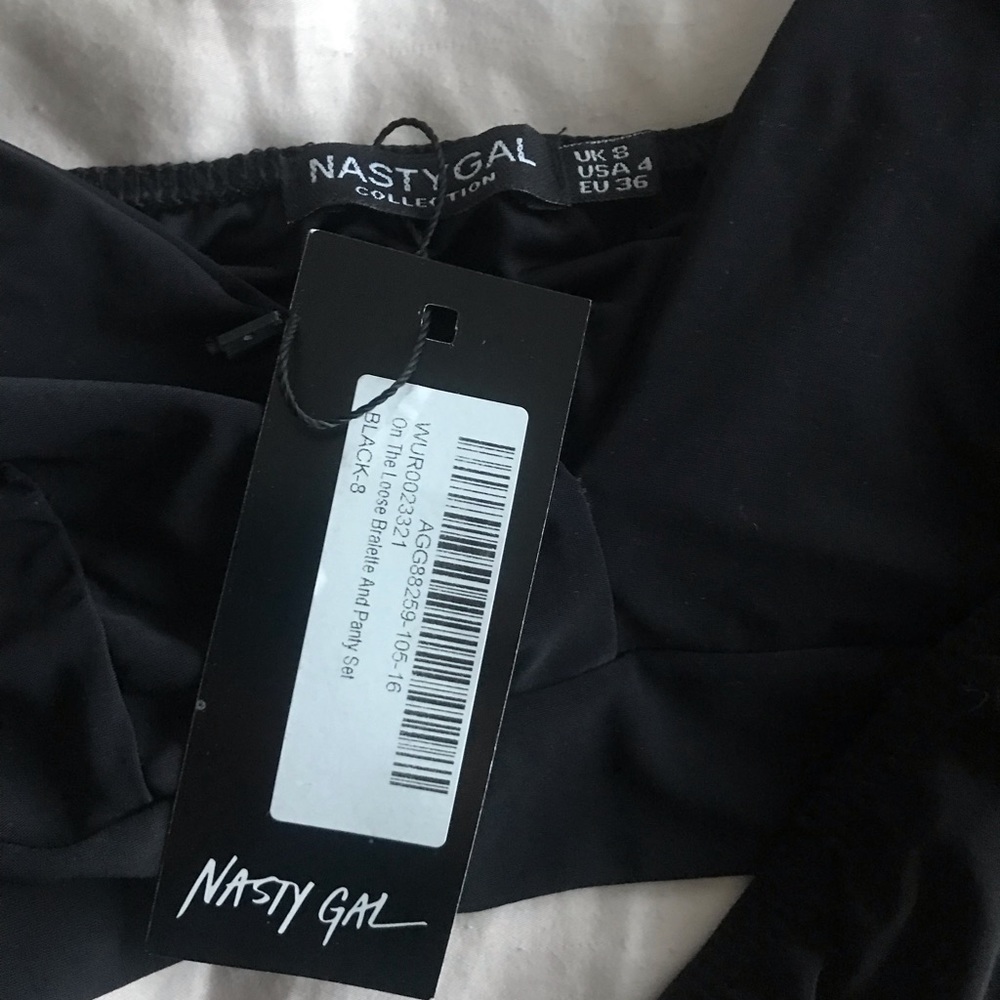 NASTY GAL
COLLECTION
UK 8
USA 4
EU 36
AGG88259-105-16
WUR0023321
On The Loose Bralette And Panty Set
BLACK-8
NASTY GAL